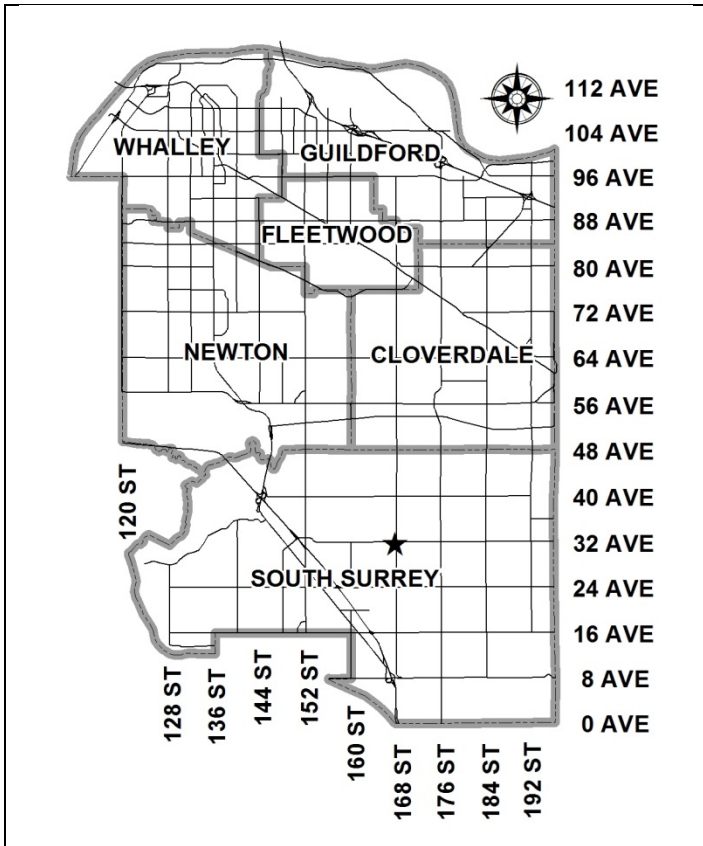 112 AVE
104 AVE
WHALLEY
GUILDFORD
96 AVE
88 AVE
FLEETWOOD
80 AVE
72 AVE
NEWTON
CLOVERDALE
64 AVE
56 AVE
48 AVE
120 ST
40 AVE
32 AVE
SOUTH SURREY
24 AVE
16 AVE
8 AVE
0 AVE
128 ST
136 ST
144 ST
152 ST
160 ST
168 ST
176 ST
184 ST
192 ST